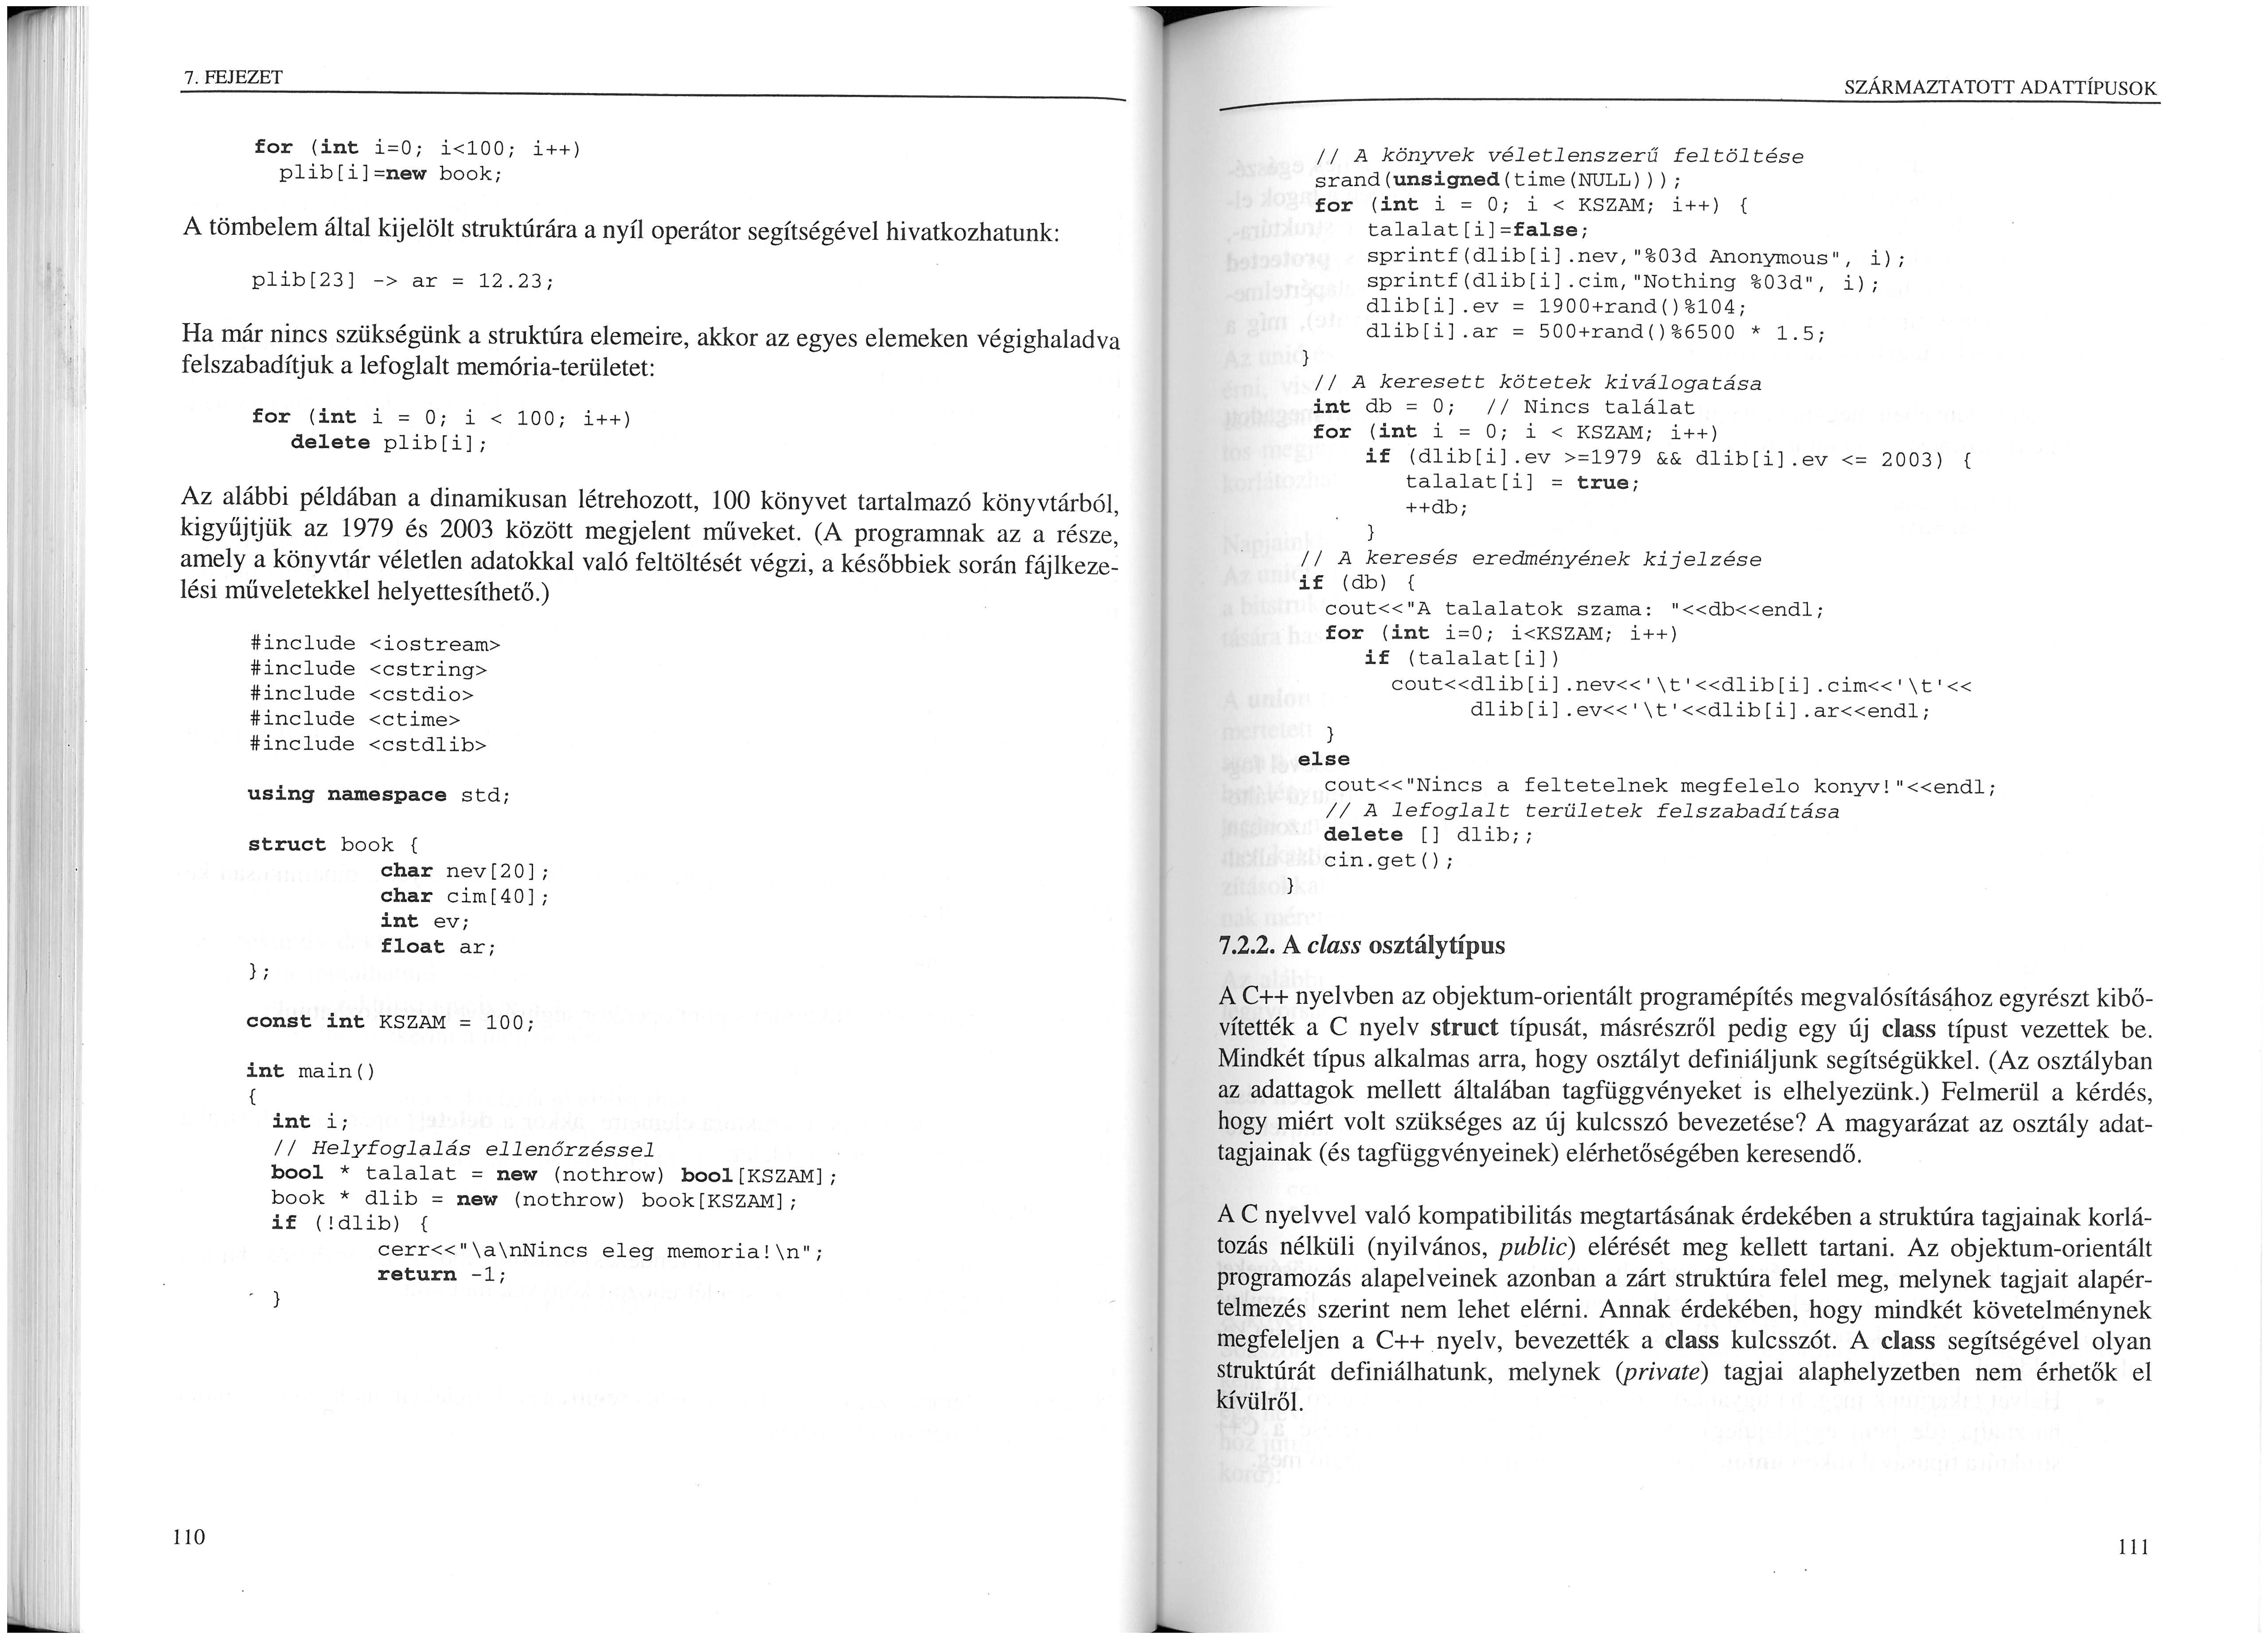 7. FEJEZET
for (int i=0; i<100; i++)
plib[i]=new book;
A tömbelem által kijelölt struktúrára a nyíl operátor segítségével hivatkozhatunk:
plib[23] -> ar = 12.23;
Ha már nincs szükségünk a struktúra elemeire, akkor az egyes elemeken végighaladva
felszabadítjuk a lefoglalt memória-területet:
for (int i = 0; i < 100; i++)
delete plib[i];
Az alábbi példában a dinamikusan létrehozott, 100 könyvet tartalmazó könyvtárból,
kigyűjtjük az 1979 és 2003 között megjelent műveket. (A programnak az a része,
amely a könyvtár véletlen adatokkal való feltöltését végzi, a későbbiek során fájlkeze-
lési műveletekkel helyettesíthető.)
#include <iostream>
#include <cstring>
#include <cstdio>
#include <ctime>
#include <cstdlib>
using namespace std;
struct book {
char nev[20];
char cim[40];
int ev;
float ar;
};
const int KSZAM = 100;
int main()
{
int i;
// Helyfoglalás ellenőrzéssel
bool * talalat = new (nothrow) bool[KSZAM];
book * dlib = new (nothrow) book[KSZAM];
if (!dlib) {
cerr<<"\a\nNincs eleg memoria!\n";
return -1;
}
110
SZÁRMAZTATOTT ADATTÍPUSOK
// A könyvek véletlenszerű feltöltése
srand(unsigned(time(NULL)));
for (int i = 0; i < KSZAM; i++) {
talalat[i]=false;
sprintf(dlib[i].nev,"%03d Anonymous", i);
sprintf(dlib[i].cim,"Nothing %03d", i);
dlib[i].ev = 1900+rand()%104;
dlib[i].ar = 500+rand()%6500 * 1.5;
}
// A keresett kötetek kiválogatása
int db = 0; // Nincs találat
for (int i = 0; i < KSZAM; i++)
if (dlib[i].ev >=1979 && dlib[i].ev <= 2003) {
talalat[i] = true;
++db;
}
// A keresés eredményének kijelzése
if (db) {
cout<<"A talalatok szama: "<<db<<endl;
for (int i=0; i<KSZAM; i++)
if (talalat[i])
cout<<dlib[i].nev<<'\t'<<dlib[i].cim<<'\t'<<
dlib[i].ev<<'\t'<<dlib[i].ar<<endl;
}
else
cout<<"Nincs a feltetelnek megfelelo konyv!"<<endl;
// A lefoglalt területek felszabadítása
delete [] dlib;;
cin.get();
}
7.2.2. A class osztálytípus
A C++ nyelvben az objektum-orientált programépítés megvalósításához egyrészt kibő-
vítették a C nyelv struct típusát, másrészről pedig egy új class típust vezettek be.
Mindkét típus alkalmas arra, hogy osztályt definiáljunk segítségükkel. (Az osztályban
az adattagok mellett általában tagfüggvényeket is elhelyezünk.) Felmerül a kérdés,
hogy miért volt szükséges az új kulcsszó bevezetése? A magyarázat az osztály adat-
tagjainak (és tagfüggvényeinek) elérhetőségében keresendő.
A C nyelvvel való kompatibilitás megtartásának érdekében a struktúra tagjainak korlá-
tozás nélküli (nyilvános, public) elérését meg kellett tartani. Az objektum-orientált
programozás alapelveinek azonban a zárt struktúra felel meg, melynek tagjait alapér-
telmezés szerint nem lehet elérni. Annak érdekében, hogy mindkét követelménynek
megfeleljen a C++ nyelv, bevezették a class kulcsszót. A class segítségével olyan
struktúrát definiálhatunk, melynek (private) tagjai alaphelyzetben nem érhetők el
kívülről.
111